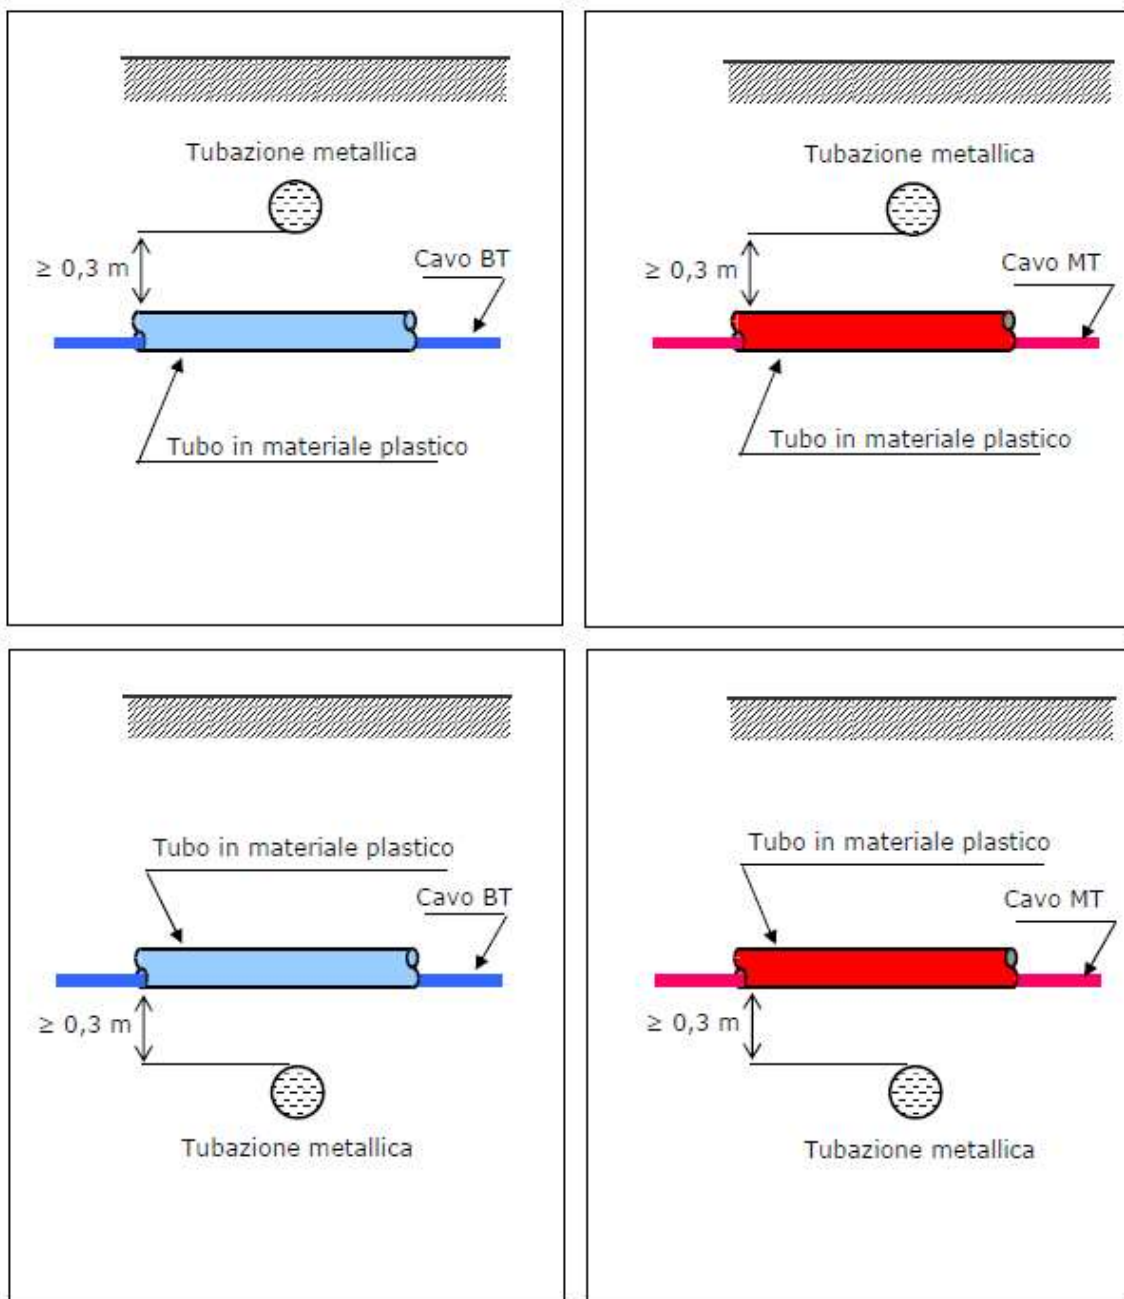 Tubazione metallica
≥ 0,3 m
Cavo BT
Tubo in materiale plastico
Tubazione metallica
≥ 0,3 m
Cavo MT
Tubo in materiale plastico
Tubo in materiale plastico
Cavo BT
≥ 0,3 m
Tubazione metallica
Tubo in materiale plastico
Cavo MT
≥ 0,3 m
Tubazione metallica